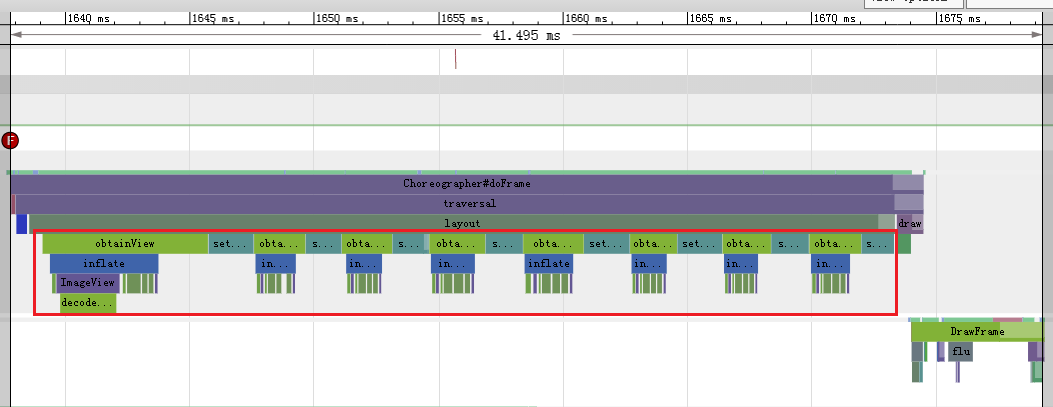 1640 ms 1645 ms 1650 ms 1655 ms 1660 ms 1665 ms 1670 ms 1675 ms
41.495 ms
F
Choreographer#doFrame
traversal
layout draw
obtainView set... obta... s... obta... s... obta... s... obta... set... obta... set... obta... s... obta... s...
inflate in... in... in... inflate in... in... in...
ImageView
decode...
DrawFrame
flu